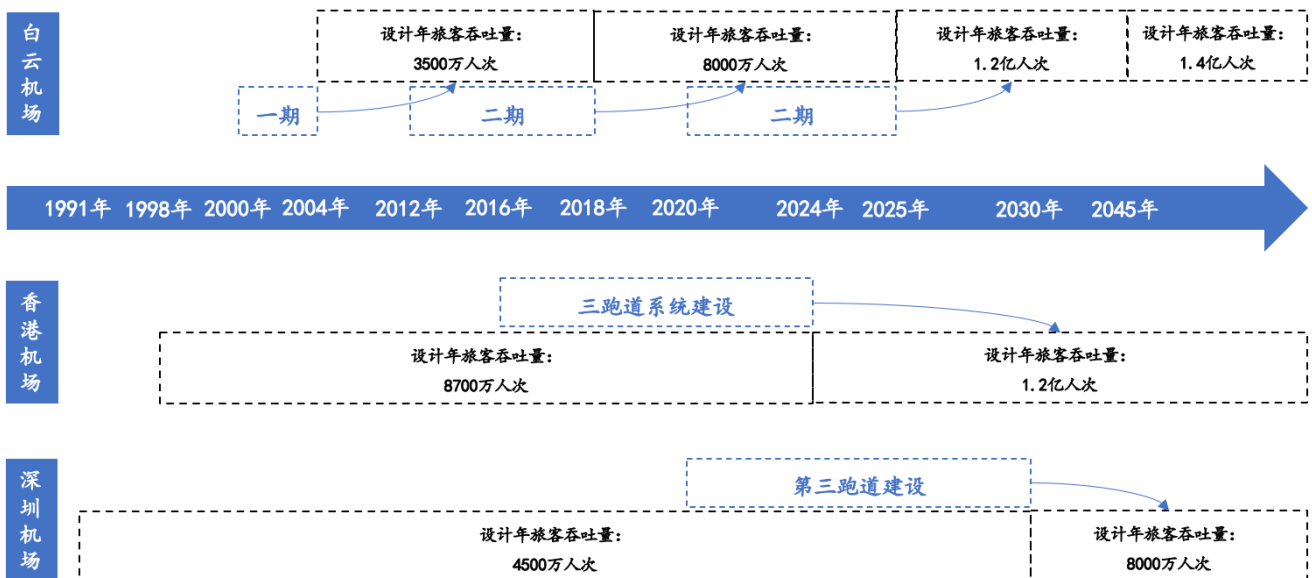 白云机场
设计年旅客吞吐量:
3500万人次
设计年旅客吞吐量:
8000万人次
设计年旅客吞吐量:
1.2亿人次
设计年旅客吞吐量:
1.4亿人次
一期
二期
二期
1991年 1998年 2000年 2004年 2012年 2016年 2018年 2020年 2024年 2025年 2030年 2045年
香港机场
三跑道系统建设
设计年旅客吞吐量:
8700万人次
设计年旅客吞吐量:
1.2亿人次
深圳机场
第三跑道建设
设计年旅客吞吐量:
4500万人次
设计年旅客吞吐量:
8000万人次